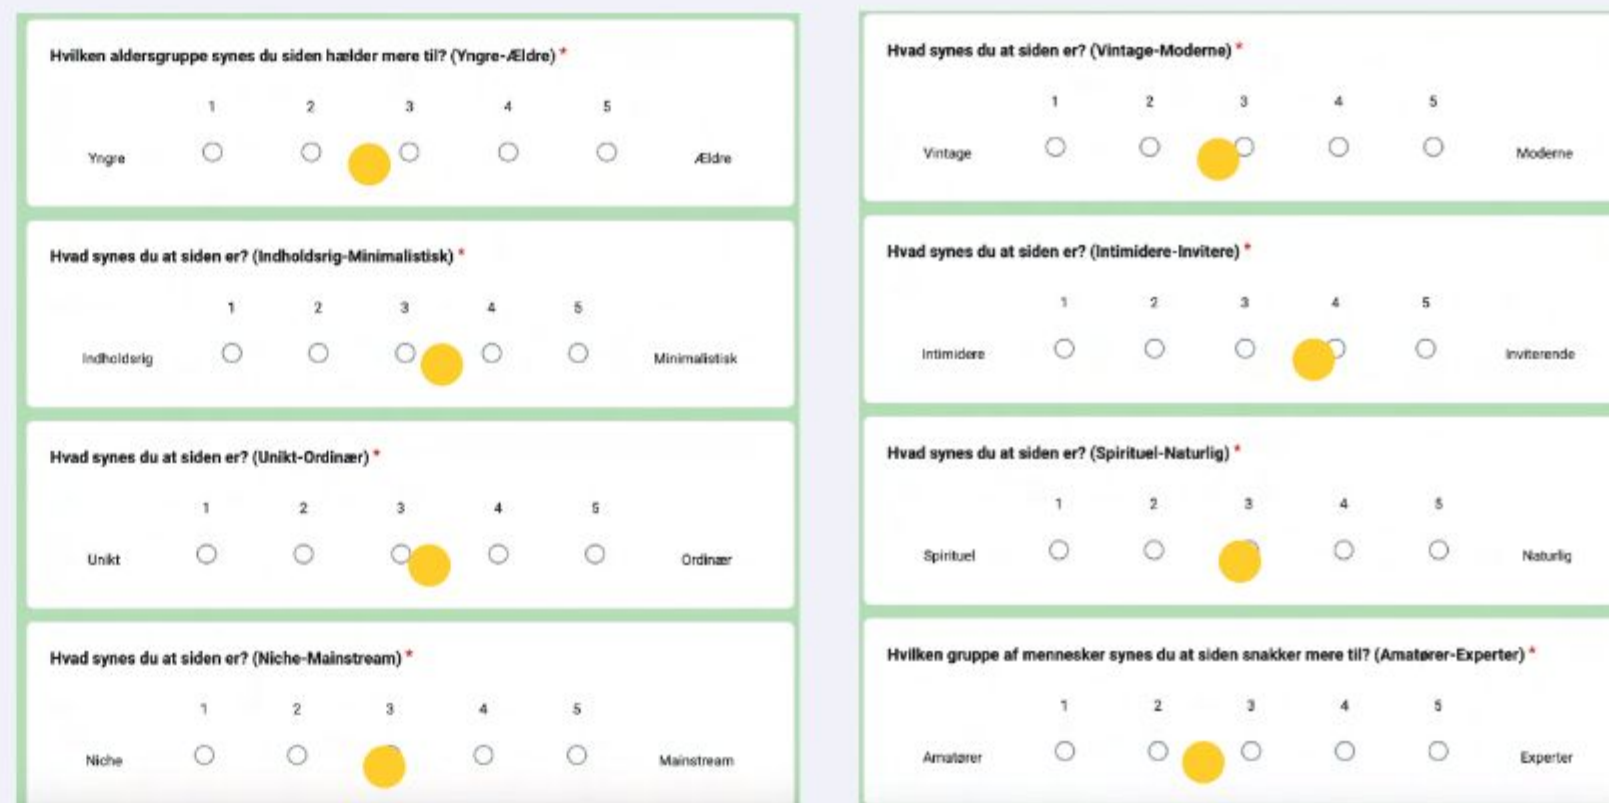 Hvilken aldersgruppe synes du siden hælder mere til? (Yngre-Ældre) *
1 2 3 4 5
Yngre Ældre
Hvad synes du at siden er? (Indholdsrig-Minimalistisk) *
1 2 3 4 5
Indholdsrig Minimalistisk
Hvad synes du at siden er? (Unikt-Ordinær) *
1 2 3 4 5
Unikt Ordinær
Hvad synes du at siden er? (Niche-Mainstream) *
1 2 3 4 5
Niche Mainstream
Hvad synes du at siden er? (Vintage-Moderne) *
1 2 3 4 5
Vintage Moderne
Hvad synes du at siden er? (Intimidere-Invitere) *
1 2 3 4 5
Intimidere Inviterende
Hvad synes du at siden er? (Spirituel-Naturlig) *
1 2 3 4 5
Spirituel Naturlig
Hvilken gruppe af mennesker synes du at siden snakker mere til? (Amatører-Experter) *
1 2 3 4 5
Amatører Experter